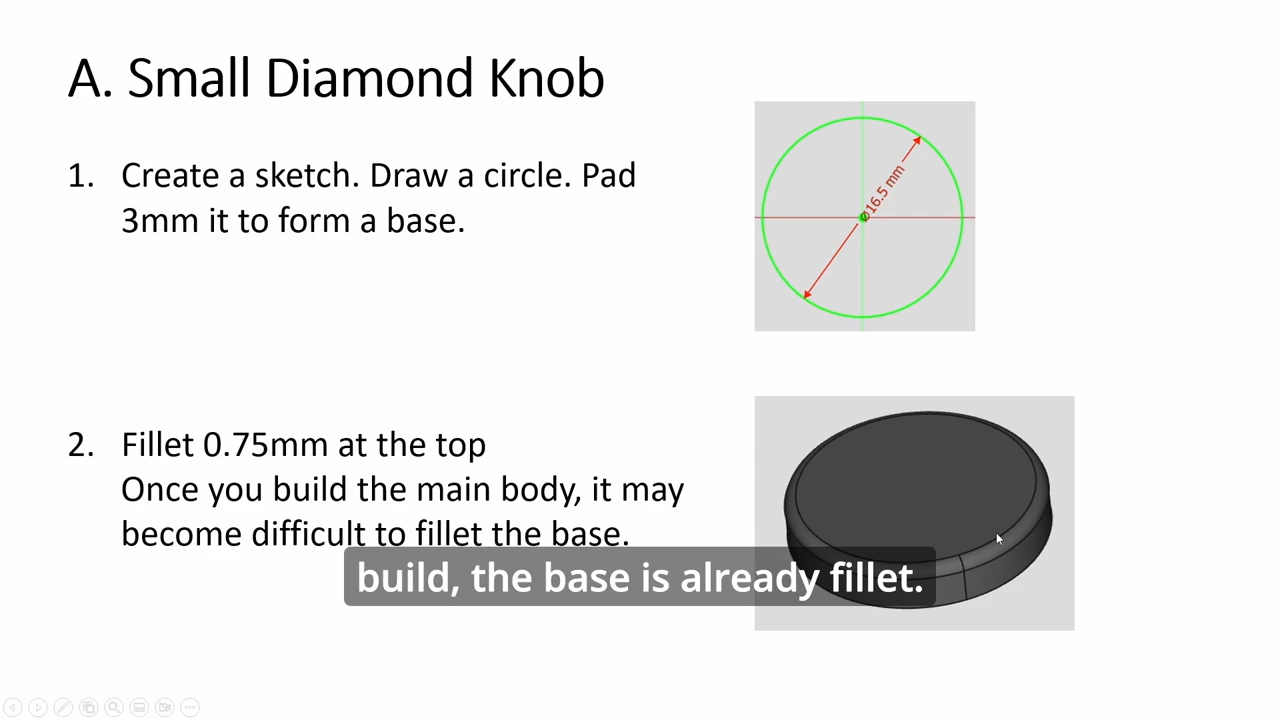 A. Small Diamond Knob
1. Create a sketch. Draw a circle. Pad
3mm it to form a base.
Ø16.5 mm
2. Fillet 0.75mm at the top
Once you build the main body, it may
become difficult to fillet the base.
build, the base is already fillet.